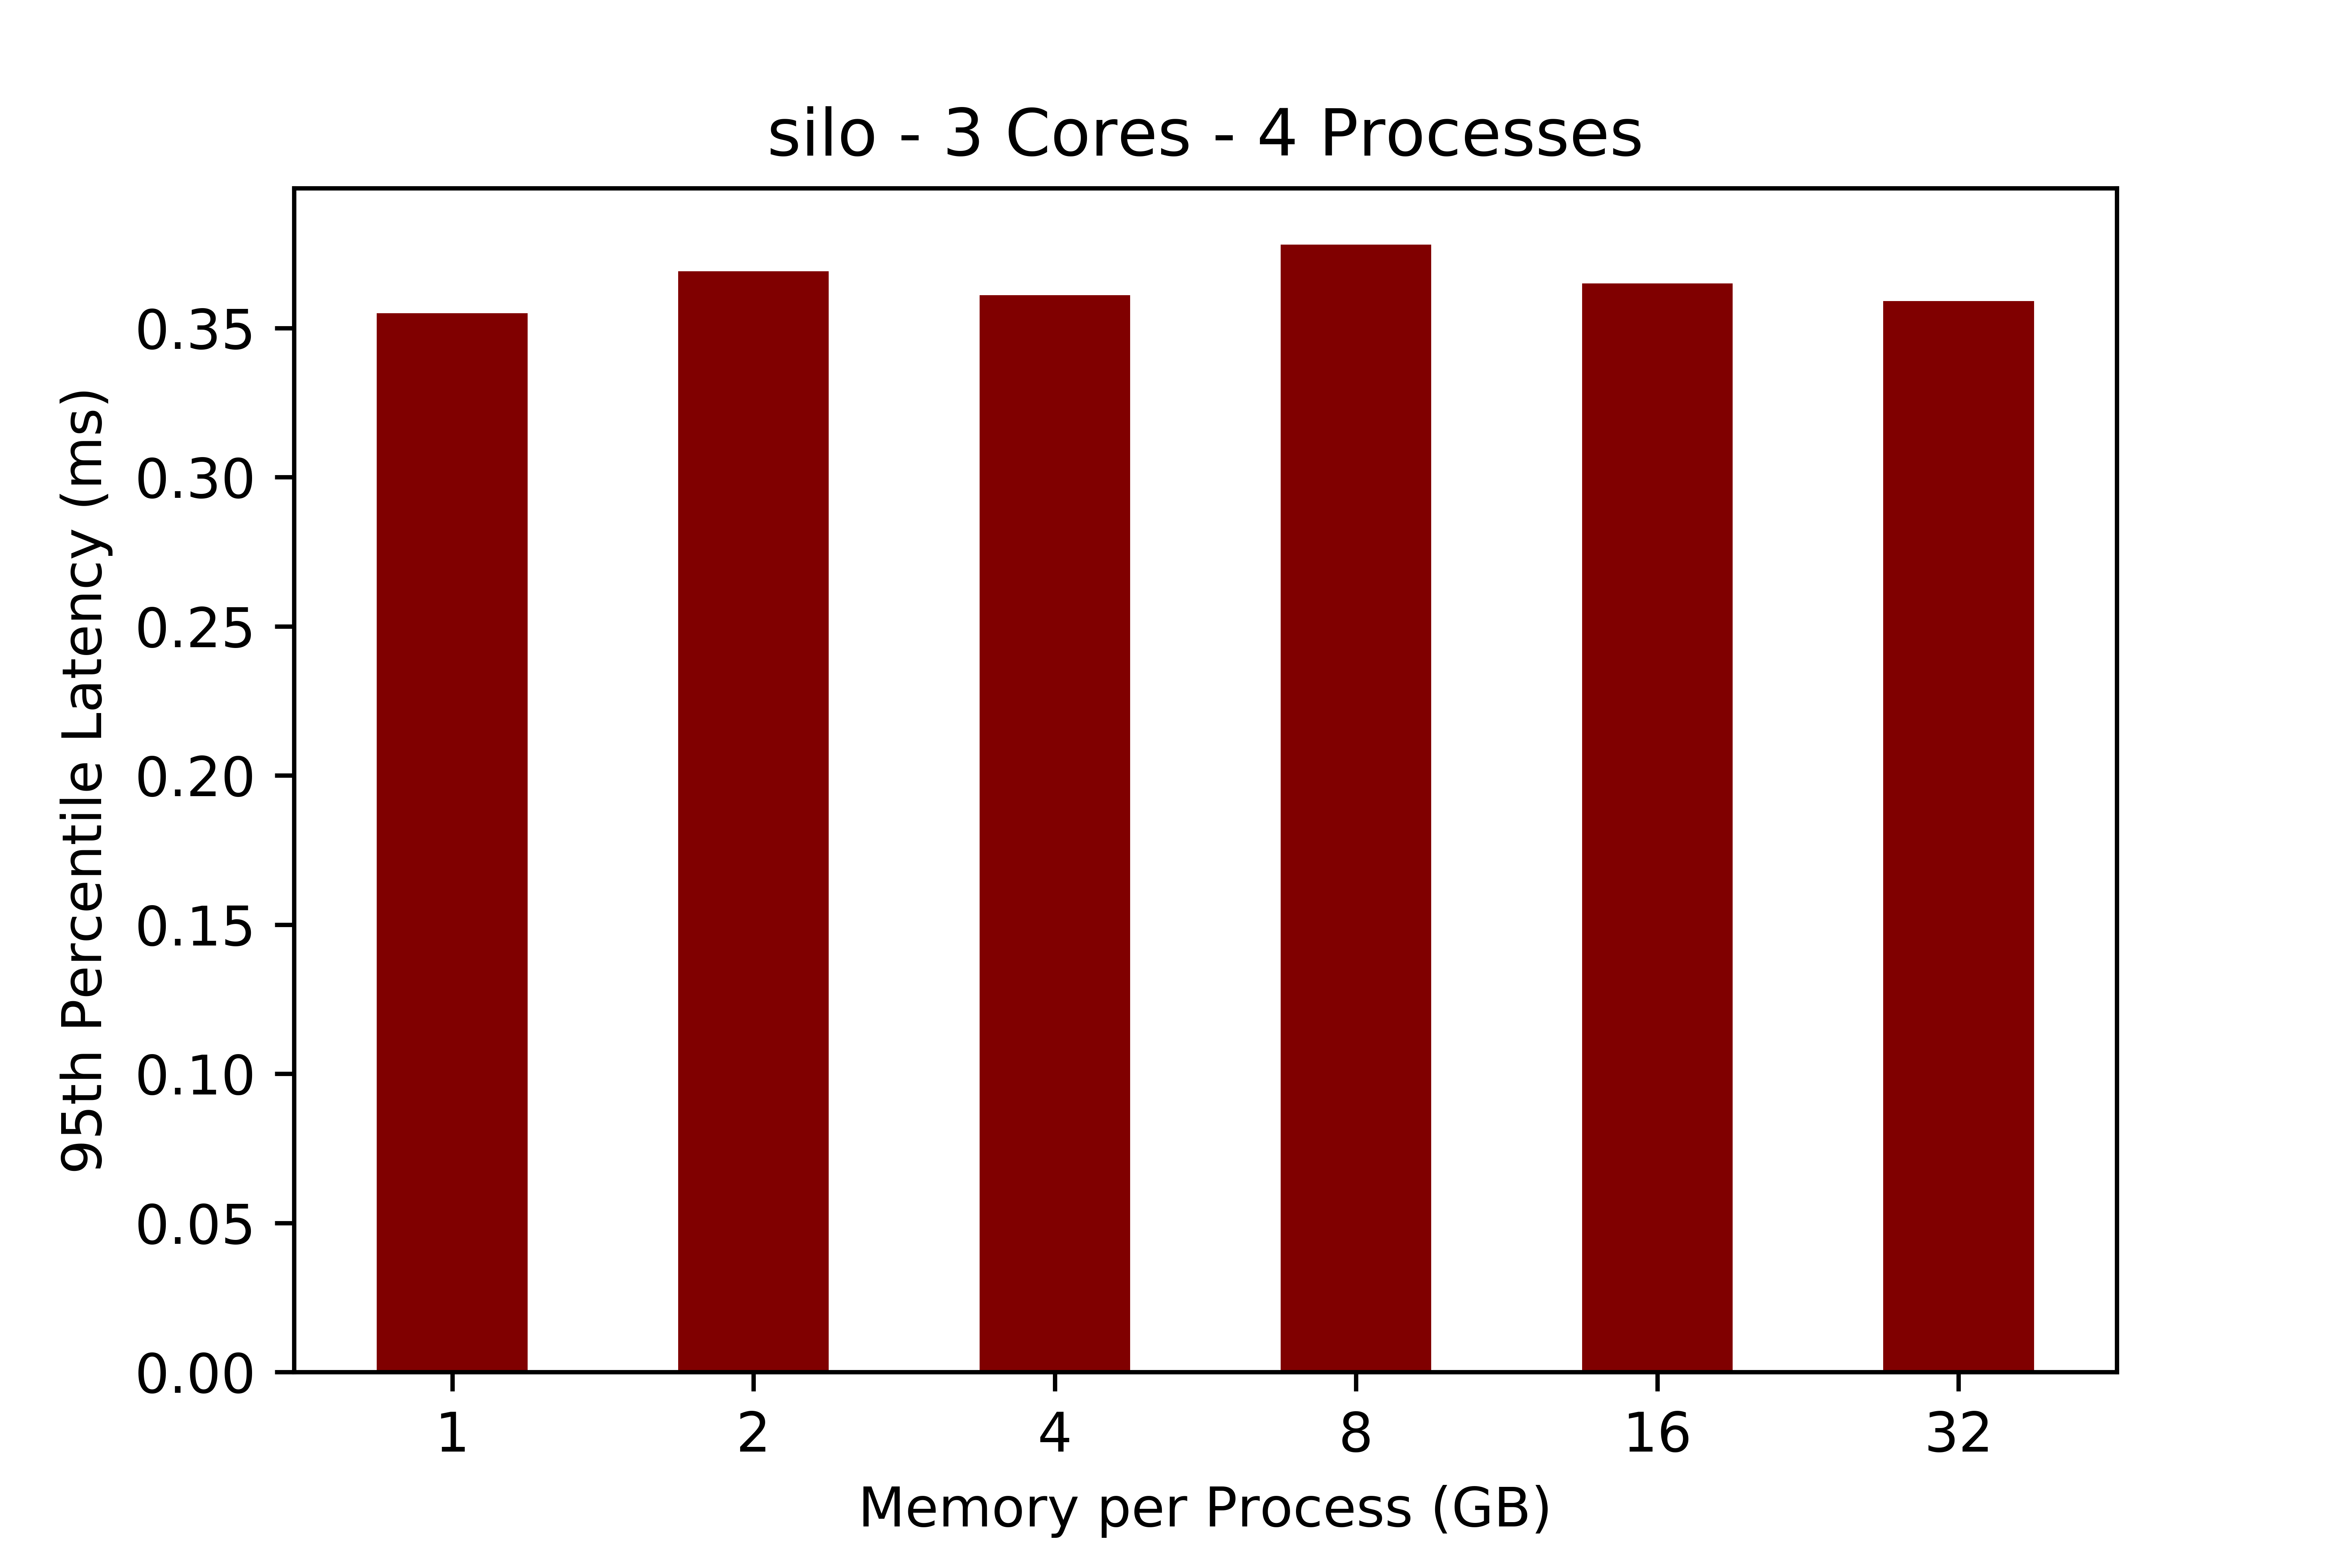 silo - 3 Cores - 4 Processes
95th Percentile Latency (ms)
0.35
0.30
0.25
0.20
0.15
0.10
0.05
0.00
1 2 4 8 16 32
Memory per Process (GB)